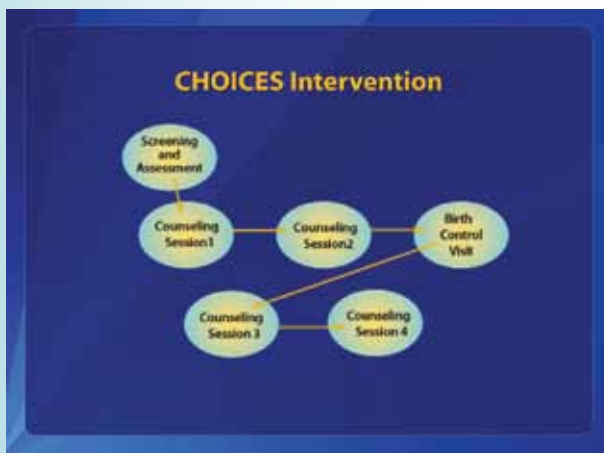 CHOICES Intervention
Screening
and
Assessment
Counseling
Session1
Counseling
Session2
Birth
Control
Visit
Counseling
Session 3
Counseling
Session 4